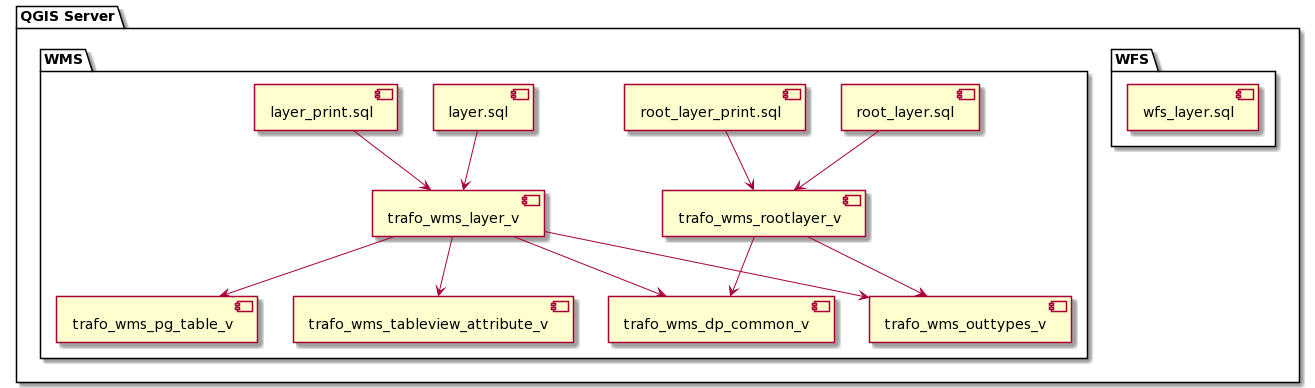 QGIS Server
WMS
WFS
layer_print.sql
layer.sql
root_layer_print.sql
root_layer.sql
wfs_layer.sql
trafo_wms_layer_v
trafo_wms_rootlayer_v
trafo_wms_pg_table_v
trafo_wms_tableview_attribute_v
trafo_wms_dp_common_v
trafo_wms_outtypes_v